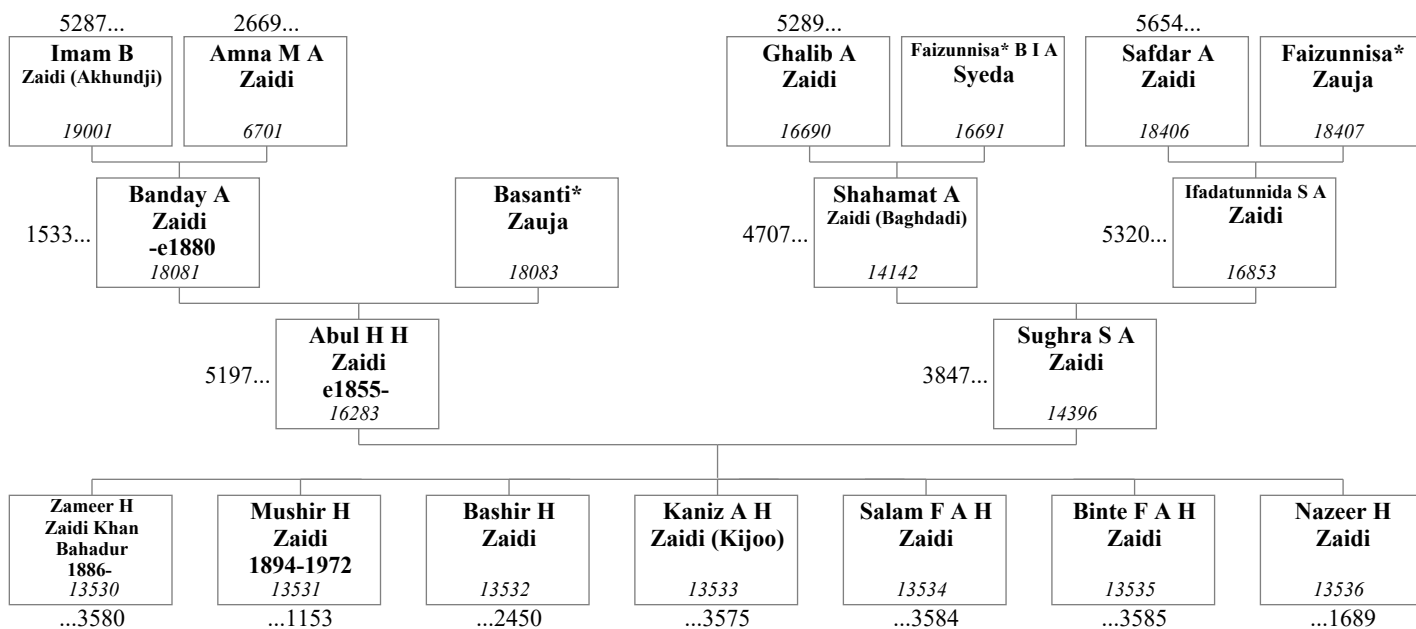 5287...
2669...
5289...
5654...
Imam B
Zaidi (Akhundji)
19001
Amna M A
Zaidi
6701
Ghalib A
Zaidi
16690
Faizunnisa* B I A
Syeda
16691
Safdar A
Zaidi
18406
Faizunnisa*
Zauja
18407
1533...
Banday A
Zaidi
-e1880
18081
Basanti*
Zauja
18083
4707...
Shahamat A
Zaidi (Baghdadi)
14142
5320...
Ifadatunnida S A
Zaidi
16853
5197...
Abul H H
Zaidi
e1855-
16283
3847...
Sughra S A
Zaidi
14396
Zameer H
Zaidi Khan
Bahadur
1886-
13530
...3580
Mushir H
Zaidi
1894-1972
13531
...1153
Bashir H
Zaidi
13532
...2450
Kaniz A H
Zaidi (Kijoo)
13533
...3575
Salam F A H
Zaidi
13534
...3584
Binte F A H
Zaidi
13535
...3585
Nazeer H
Zaidi
13536
...1689